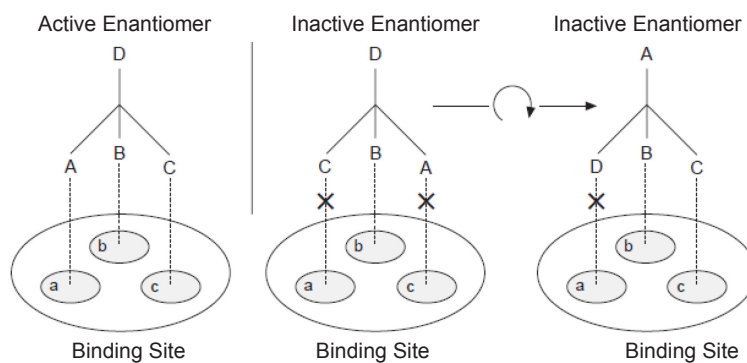 Active Enantiomer
Inactive Enantiomer
Inactive Enantiomer
D
D
A
A
B
C
C
B
A
D
B
C
b
a
c
b
a
c
b
a
c
Binding Site
Binding Site
Binding Site